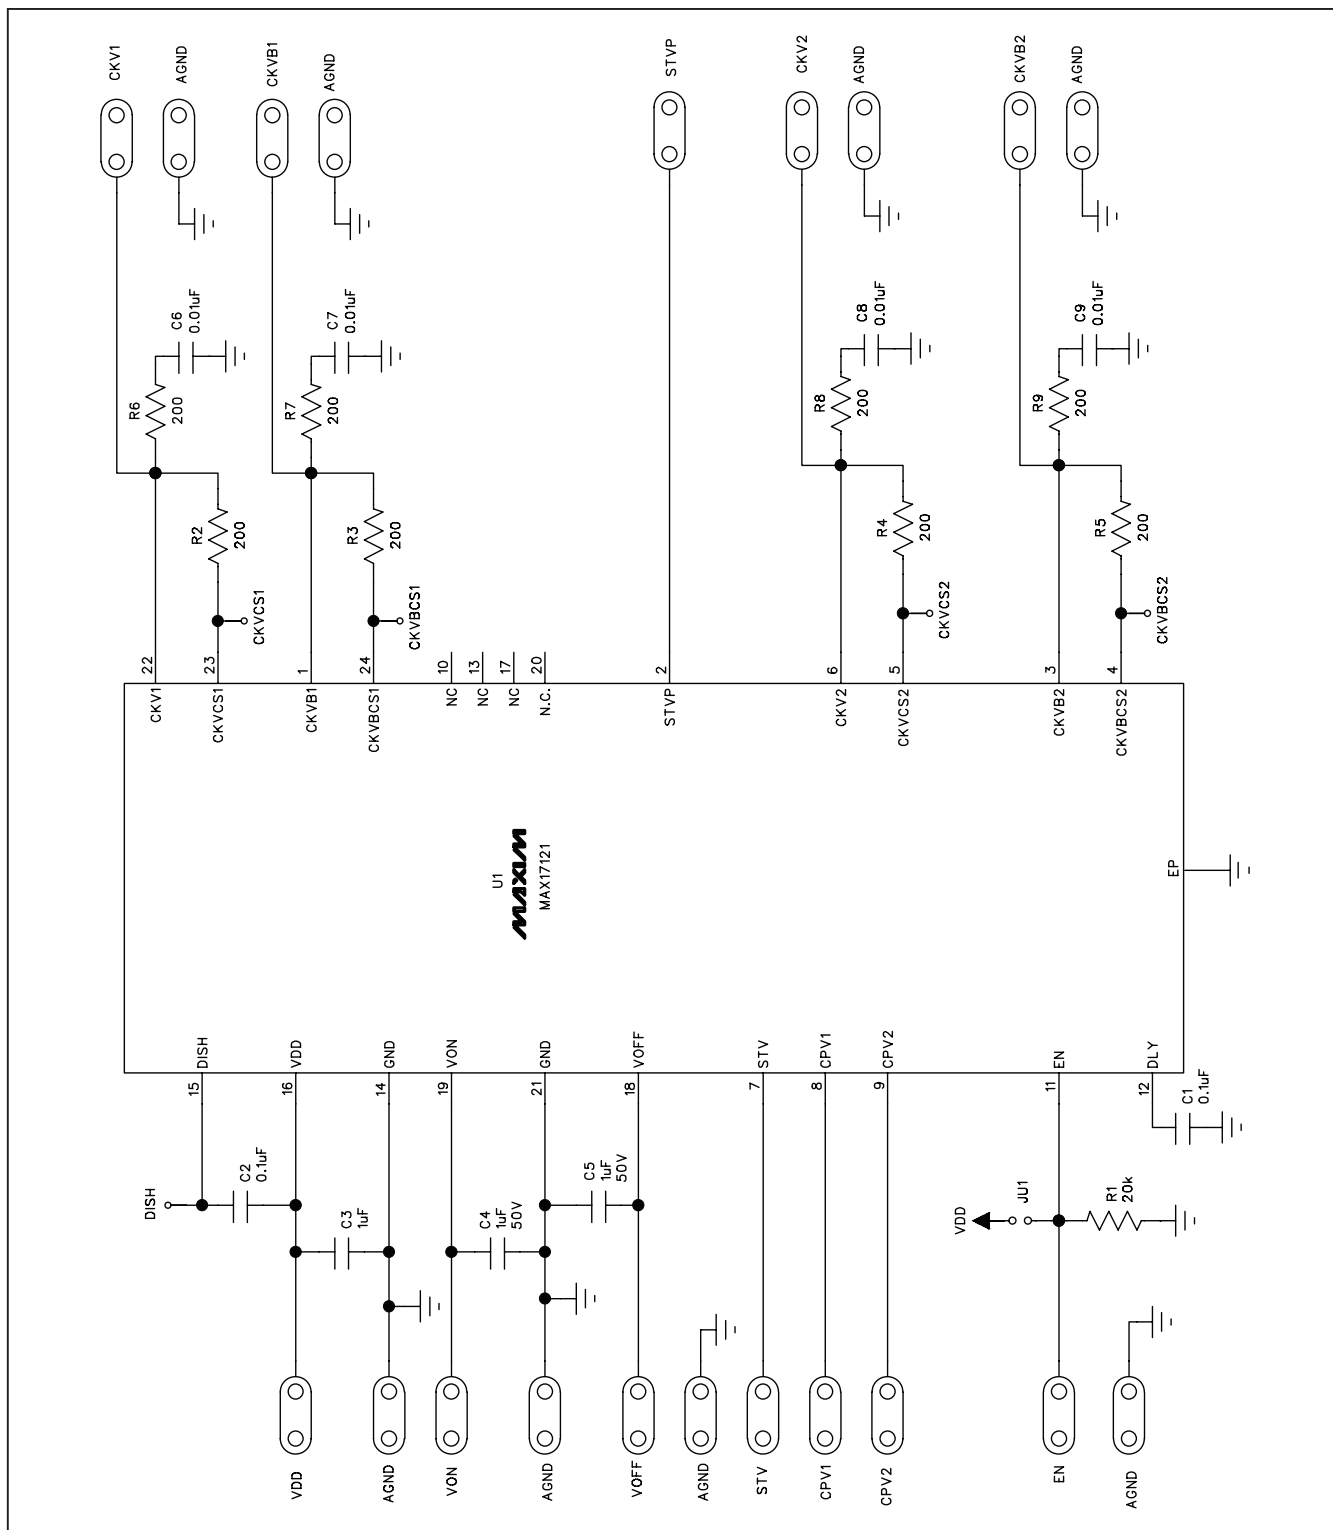 CKV1
AGND
CKVB1
AGND
STVP
CKV2
AGND
CKVB2
AGND
C6
0.01uF
C7
0.01uF
C8
0.01uF
C9
0.01uF
R6
200
R7
200
R8
200
R9
200
R2
200
R3
200
R4
200
R5
200
CKVCS1
CKVBCS1
CKVCS2
CKVBCS2
22
23
1
24
10
13
17
20
2
6
5
3
4
CKV1
CKVCS1
CKVB1
CKVBCS1
NC
NC
NC
N.C.
STVP
CKV2
CKVCS2
CKVB2
CKVBCS2
U1
MAXIM
MAX17121
EP
DISH
VDD
GND
VON
GND
VOFF
STV
CPV1
CPV2
EN
DLY
15
16
14
19
21
18
7
8
9
11
12
C1
0.1uF
DISH
C2
0.1uF
C3
1uF
C4
1uF
50V
C5
1uF
50V
VDD
JU1
R1
20k
VDD
AGND
VON
AGND
VOFF
AGND
STV
CPV1
CPV2
EN
AGND